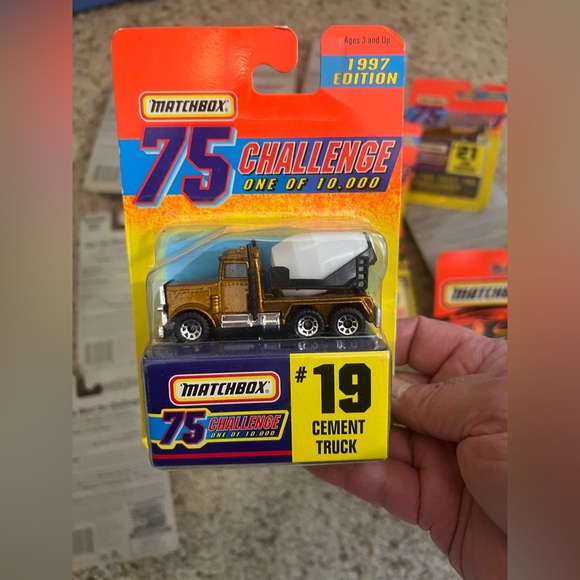 Ages 3 and Up
1997
EDITION
MATCHBOX
75 CHALLENGE
ONE OF 10,000
MATCHBOX
75 CHALLENGE
ONE OF 10,000
#19
CEMENT
TRUCK
21
MATCHBOX